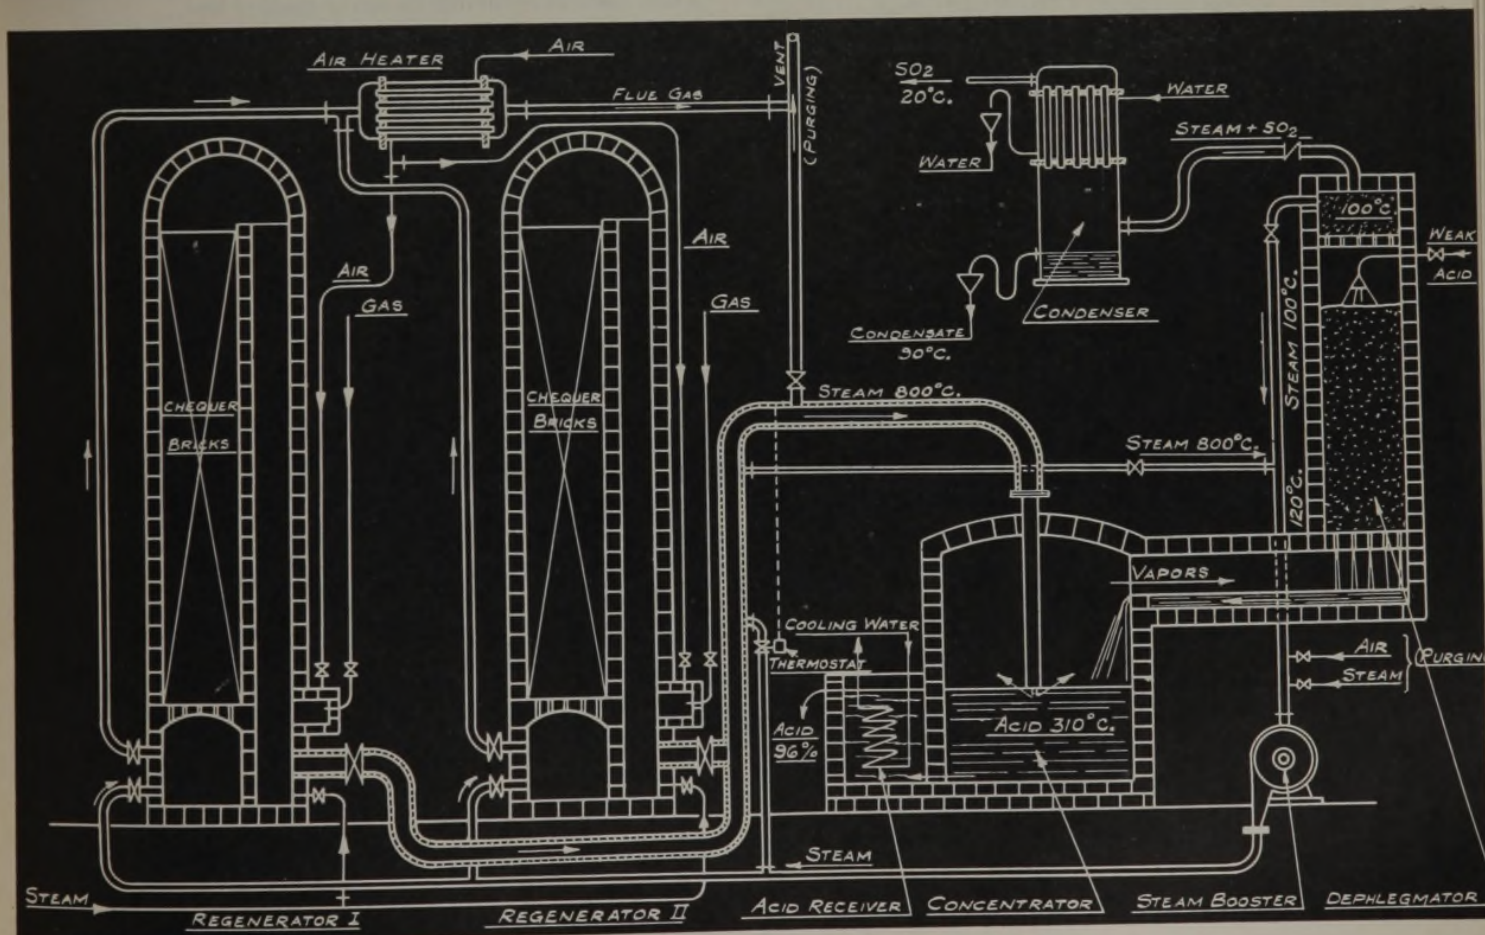 AIR HEATER
AIR
FLUE GAS
VENT
(PURGING)
SO2
20°C.
WATER
WATER
STEAM + SO2
100°C.
WEAK
ACID
AIR
GAS
AIR
GAS
CONDENSATE
90°C.
CONDENSER
STEAM 100°C.
120°C.
CHEQUER
BRICKS
CHEQUER
BRICKS
STEAM 800°C.
STEAM 800°C.
VAPORS
COOLING WATER
THERMOSTAT
AIR
STEAM
(PURGIN
ACID
96%
ACID 310°C.
STEAM
STEAM
REGENERATOR I
REGENERATOR II
ACID RECEIVER
CONCENTRATOR
STEAM BOOSTER
DEPHLEGMATOR